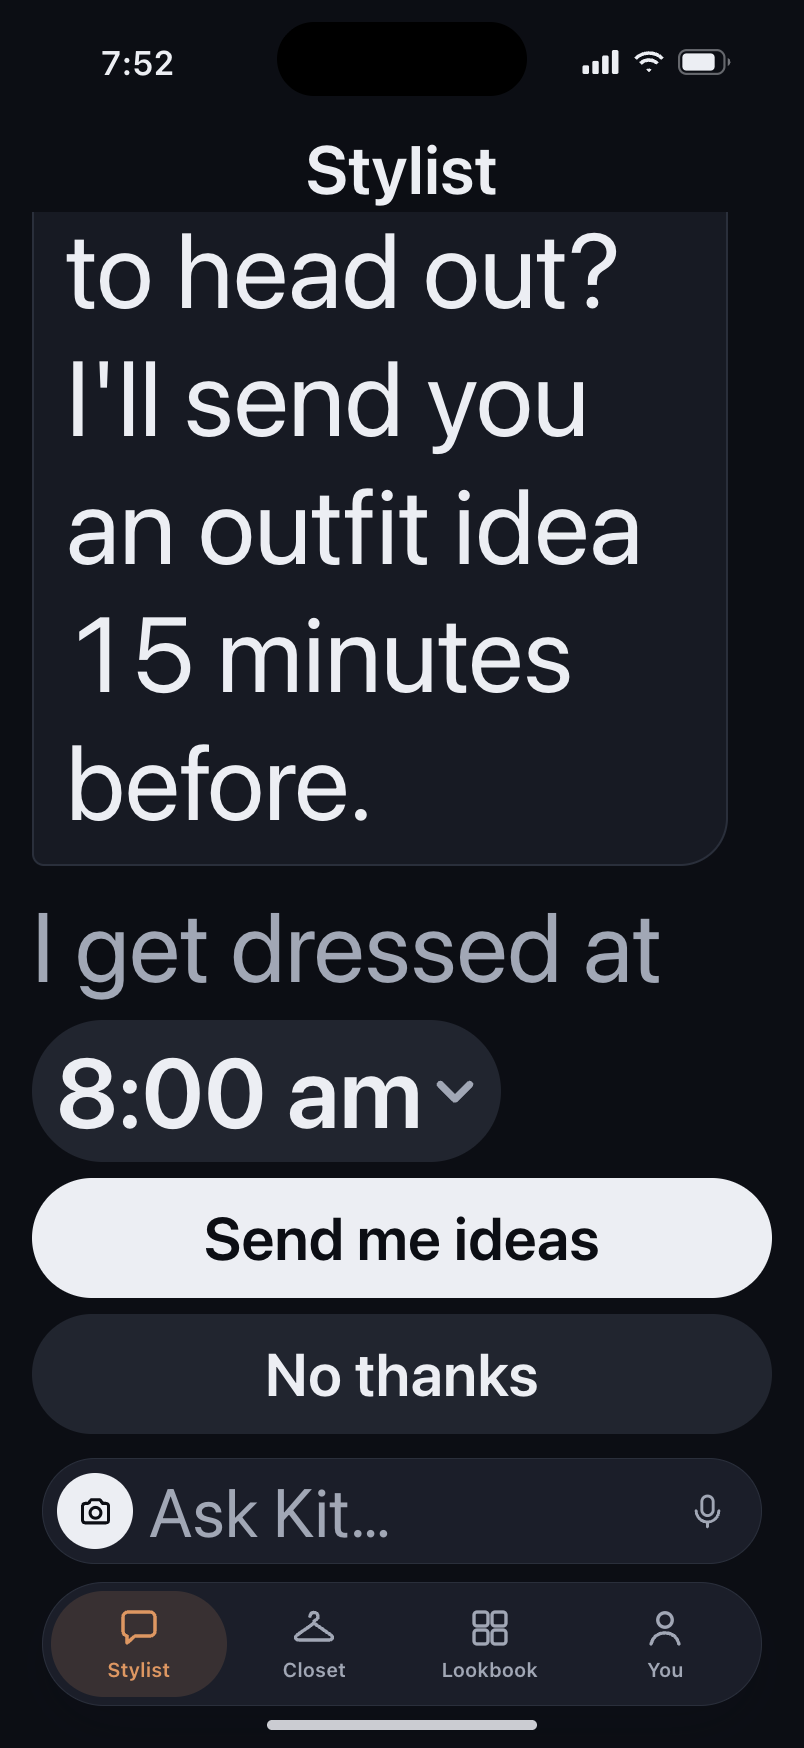 7:52
Stylist
to head out?
I'll send you
an outfit idea
15 minutes
before.
I get dressed at
8:00 am
Send me ideas
No thanks
Ask Kit...
Stylist
Closet
Lookbook
You